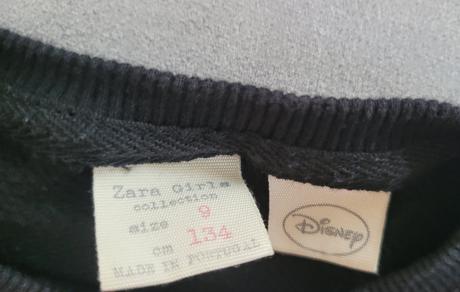 Zara Girls
collection
size 9
cm 134
MADE IN PORTUGAL
Disney